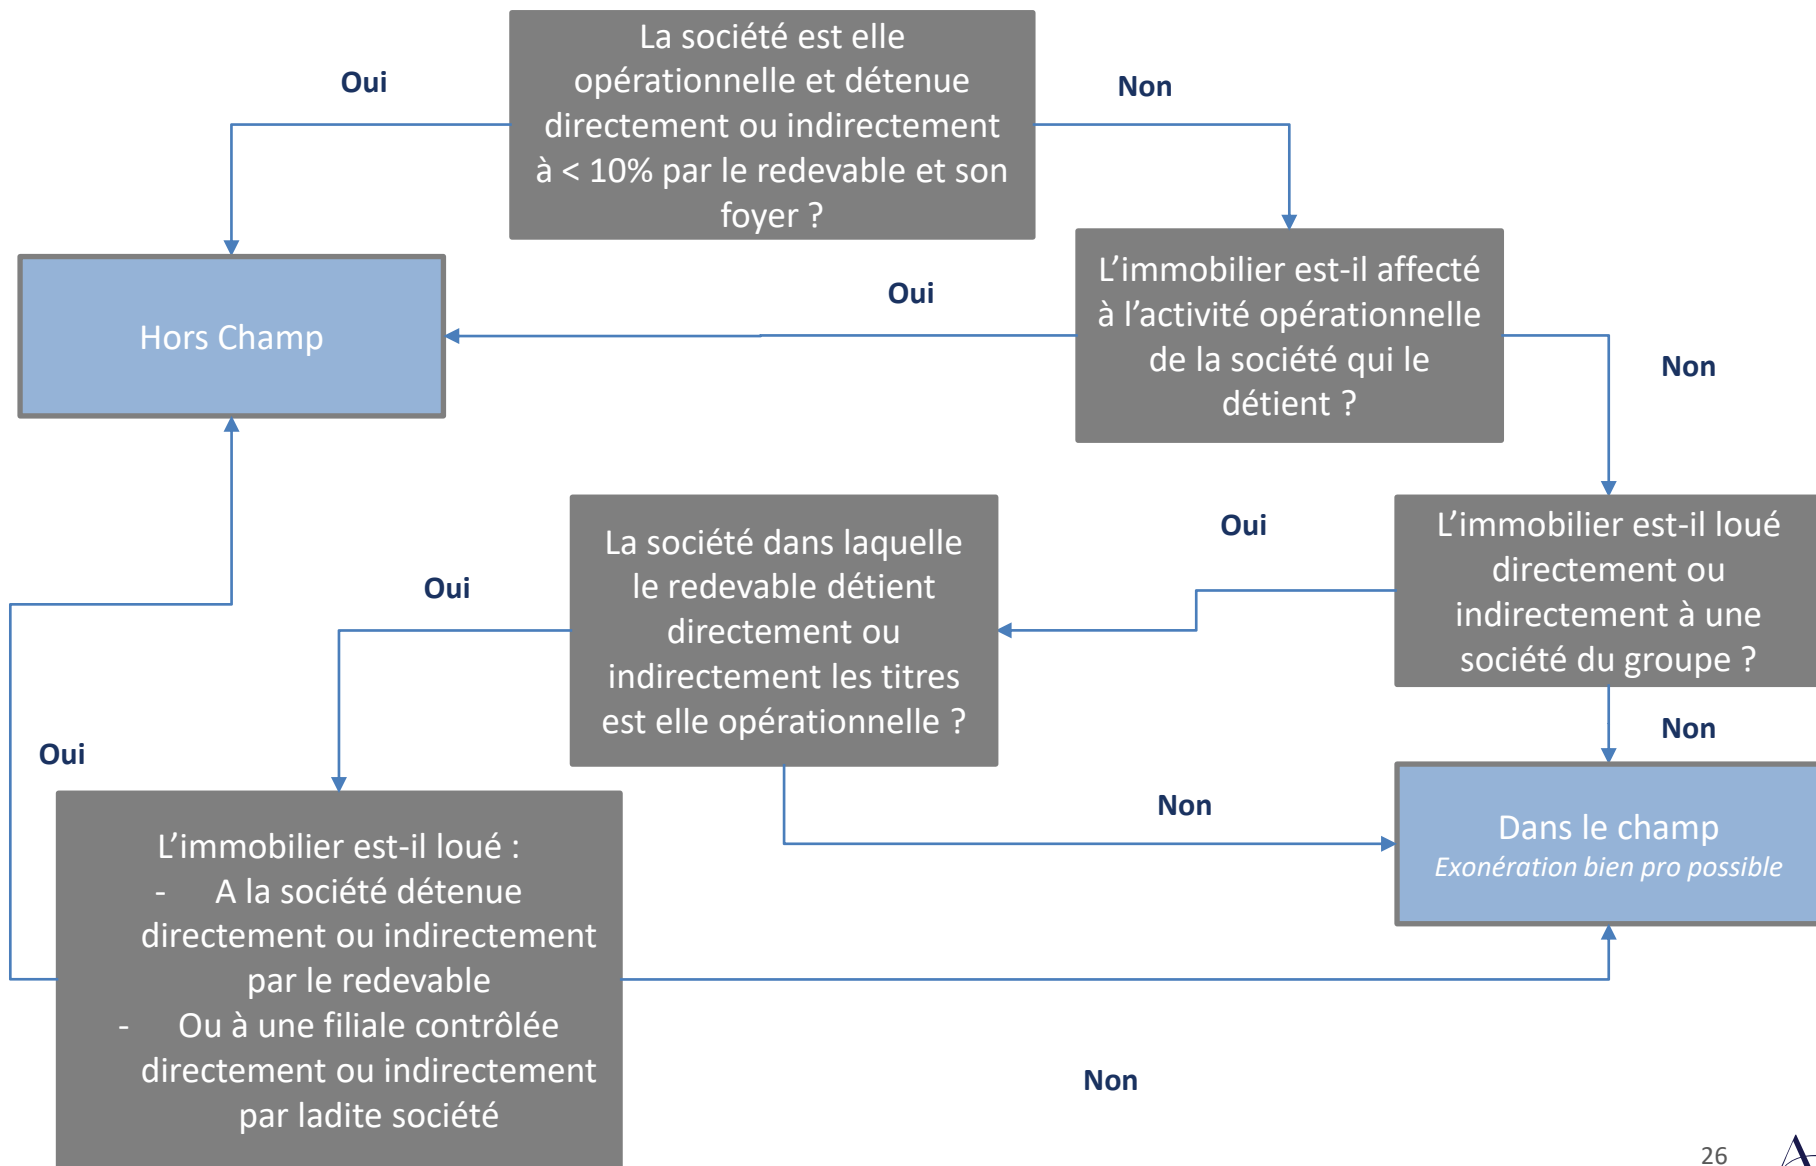 La société est elle
opérationnelle et détenue
directement ou indirectement
à < 10% par le redevable et son
foyer ?
Oui
Non
Hors Champ
Oui
L’immobilier est-il affecté
à l’activité opérationnelle
de la société qui le
détient ?
Non
L’immobilier est-il loué
directement ou
indirectement à une
société du groupe ?
Oui
La société dans laquelle
le redevable détient
directement ou
indirectement les titres
est elle opérationnelle ?
Oui
Non
Non
Dans le champ
Exonération bien pro possible
Oui
L’immobilier est-il loué :
- A la société détenue
directement ou indirectement
par le redevable
- Ou à une filiale contrôlée
directement ou indirectement
par ladite société
Non
26
A